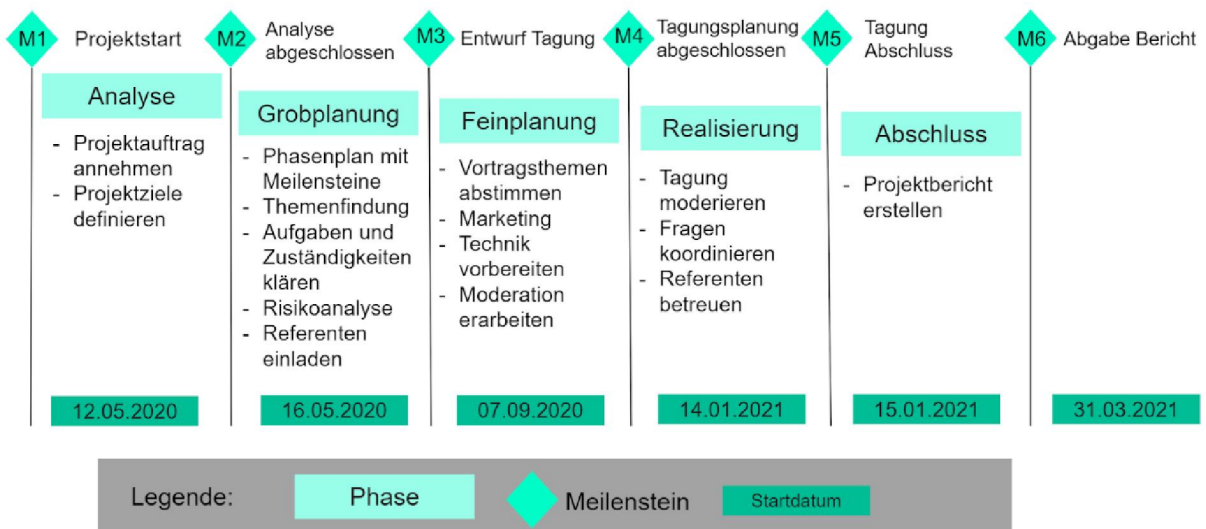 M1 Projektstart
M2 Analyse
abgeschlossen
M3 Entwurf Tagung
M4 Tagungsplanung
abgeschlossen
M5 Tagung
Abschluss
M6 Abgabe Bericht
Analyse
- Projektauftrag
annehmen
- Projektziele
definieren
12.05.2020
Grobplanung
- Phasenplan mit
Meilensteine
- Themenfindung
- Aufgaben und
Zuständigkeiten
klären
- Risikoanalyse
- Referenten
einladen
16.05.2020
Feinplanung
- Vortragsthemen
abstimmen
- Marketing
- Technik
vorbereiten
- Moderation
erarbeiten
07.09.2020
Realisierung
- Tagung
moderieren
- Fragen
koordinieren
- Referenten
betreuen
14.01.2021
Abschluss
- Projektbericht
erstellen
15.01.2021
31.03.2021
Legende: Phase Meilenstein Startdatum